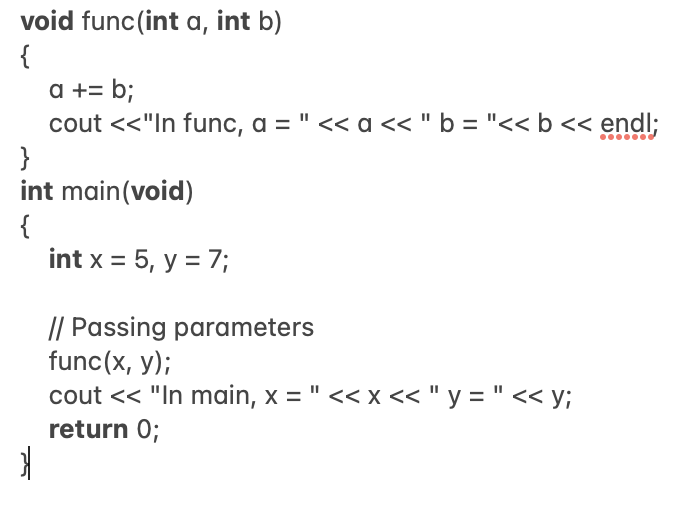 void func(int a, int b)
{
a += b;
cout <<"In func, a = " << a << " b = "<< b << endl;
}
int main(void)
{
int x = 5, y = 7;
// Passing parameters
func(x, y);
cout << "In main, x = " << x << " y = " << y;
return 0;
}